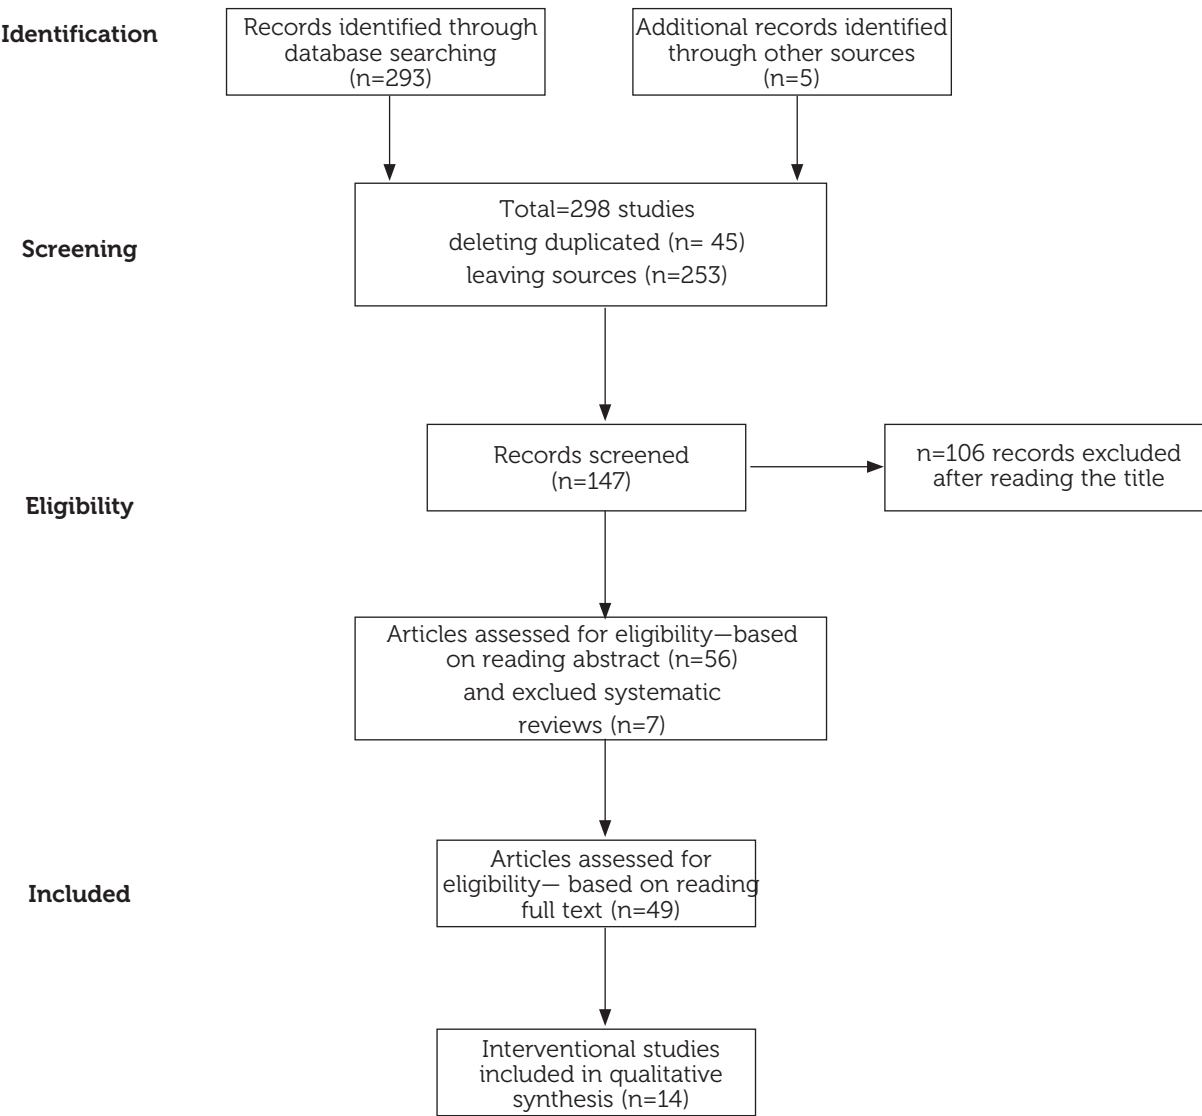 Identification
Records identified through
database searching
(n=293)
Additional records identified
through other sources
(n=5)
Screening
Total=298 studies
deleting duplicated (n= 45)
leaving sources (n=253)
Eligibility
Records screened
(n=147)
n=106 records excluded
after reading the title
Articles assessed for eligibility—based
on reading abstract (n=56)
and exclued systematic
reviews (n=7)
Included
Articles assessed for
eligibility— based on reading
full text (n=49)
Interventional studies
included in qualitative
synthesis (n=14)